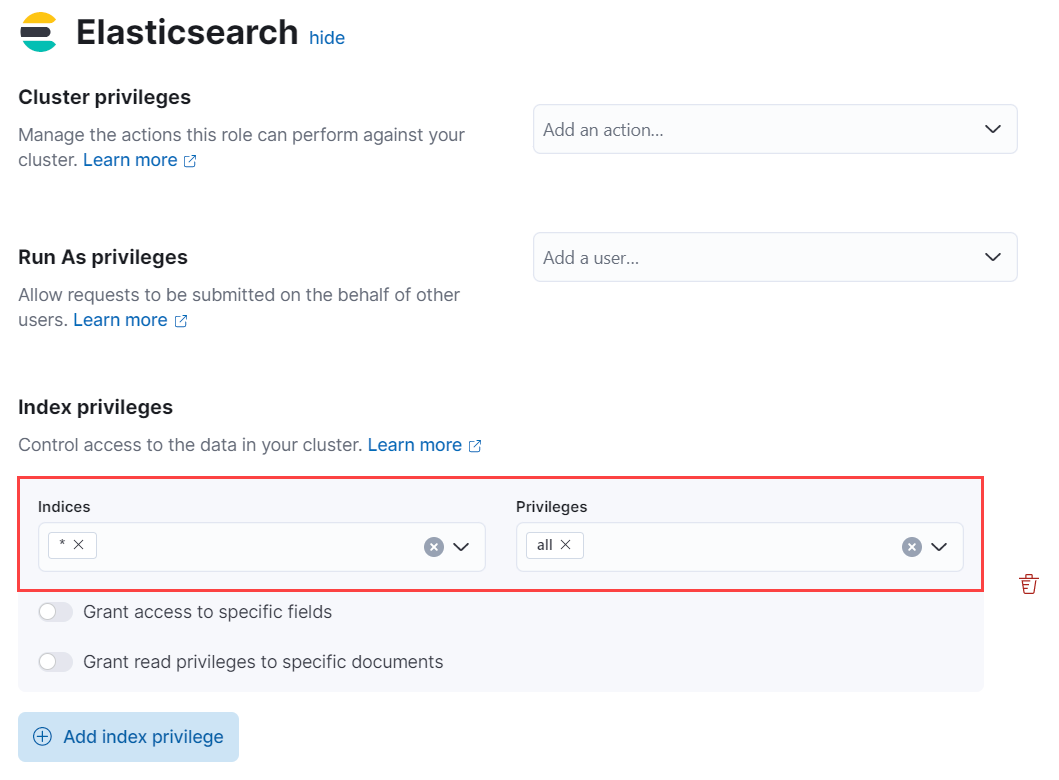 Elasticsearch hide
Cluster privileges
Manage the actions this role can perform against your
cluster. Learn more
Add an action...
Run As privileges
Allow requests to be submitted on the behalf of other
users. Learn more
Add a user...
Index privileges
Control access to the data in your cluster. Learn more
Indices
*
Privileges
all
Grant access to specific fields
Grant read privileges to specific documents
Add index privilege